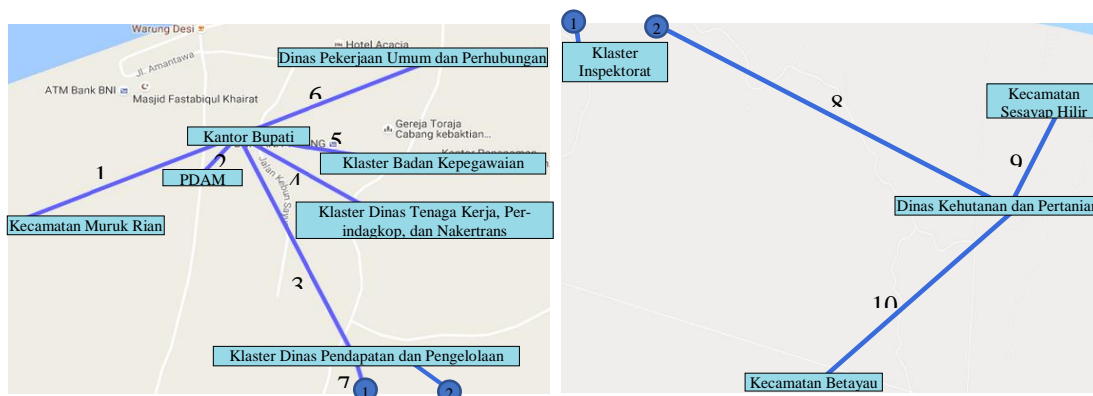 Warung Desi
Jl. Amantawa
Hotel Acacia
Dinas Pekerjaan Umum dan Perhubungan
ATM Bank BNI
Masjid Fastabiqul Khairat
6
Gereja Toraja
Cabang kebaktian...
Kantor Bupati
5
Klaster Badan Kepegawaian
1
2
PDAM
4
3
Kecamatan Muruk Rian
Klaster Dinas Tenaga Kerja, Per-
indagkop, dan Nakertrans
Klaster Dinas Pendapatan dan Pengelolaan
7
1
2
1
2
Klaster
Inspektorat
8
Kecamatan
Sesayap Hilir
9
Dinas Kehutanan dan Pertanian
10
Kecamatan Betayau